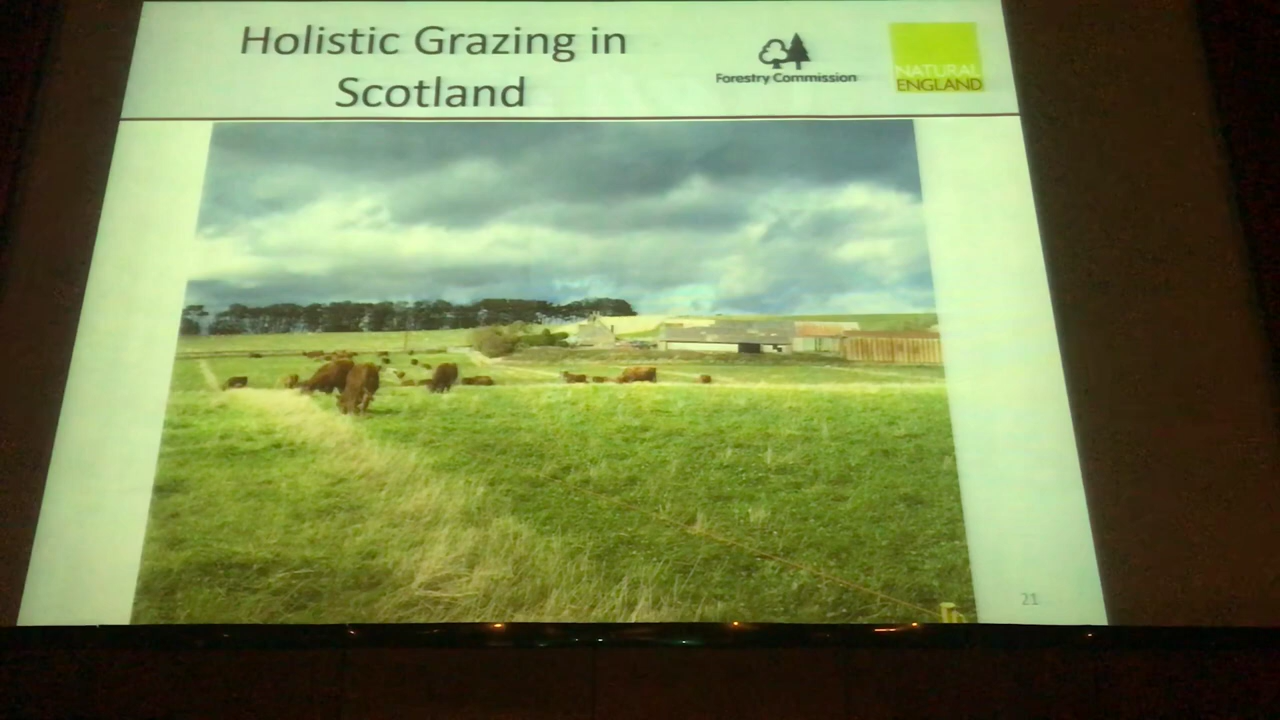 Holistic Grazing in
Scotland
Forestry Commission
NATURAL
ENGLAND
21